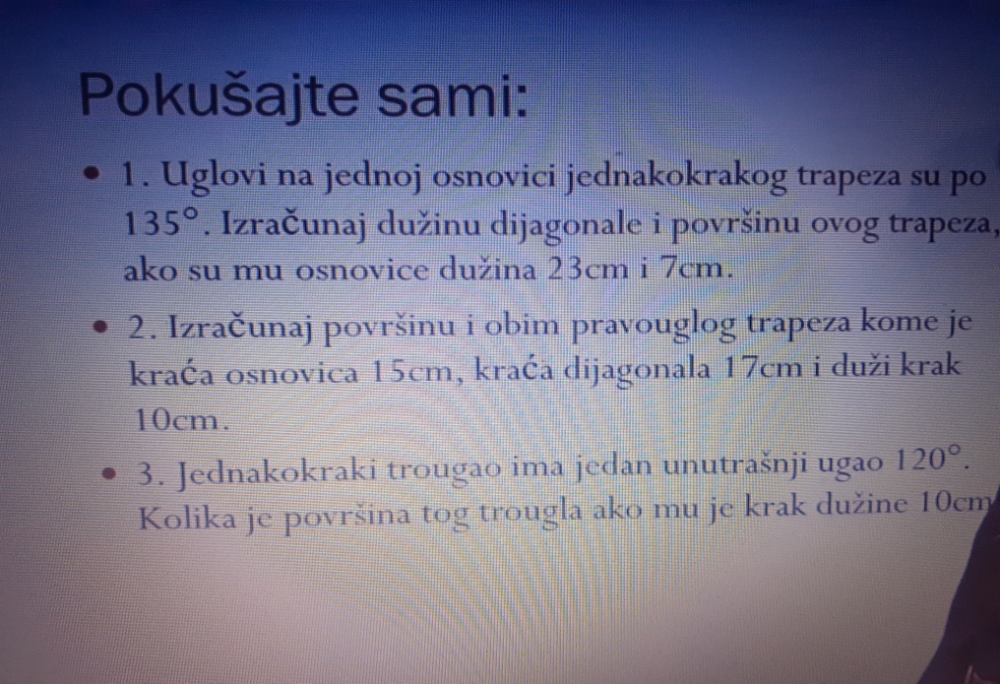 Pokušajte sami:
• 1. Uglovi na jednoj osnovici jednakokrakog trapeza su po
135°. Izračunaj dužinu dijagonale i površinu ovog trapeza,
ako su mu osnovice dužina 23cm i 7cm.
• 2. Izračunaj površinu i obim pravouglog trapeza kome je
kraća osnovica 15cm, kraća dijagonala 17cm i duži krak
10cm.
• 3. Jednakokraki trougao ima jedan unutrašnji ugao 120°.
Kolika je površina tog trougla ako mu je krak dužine 10cm